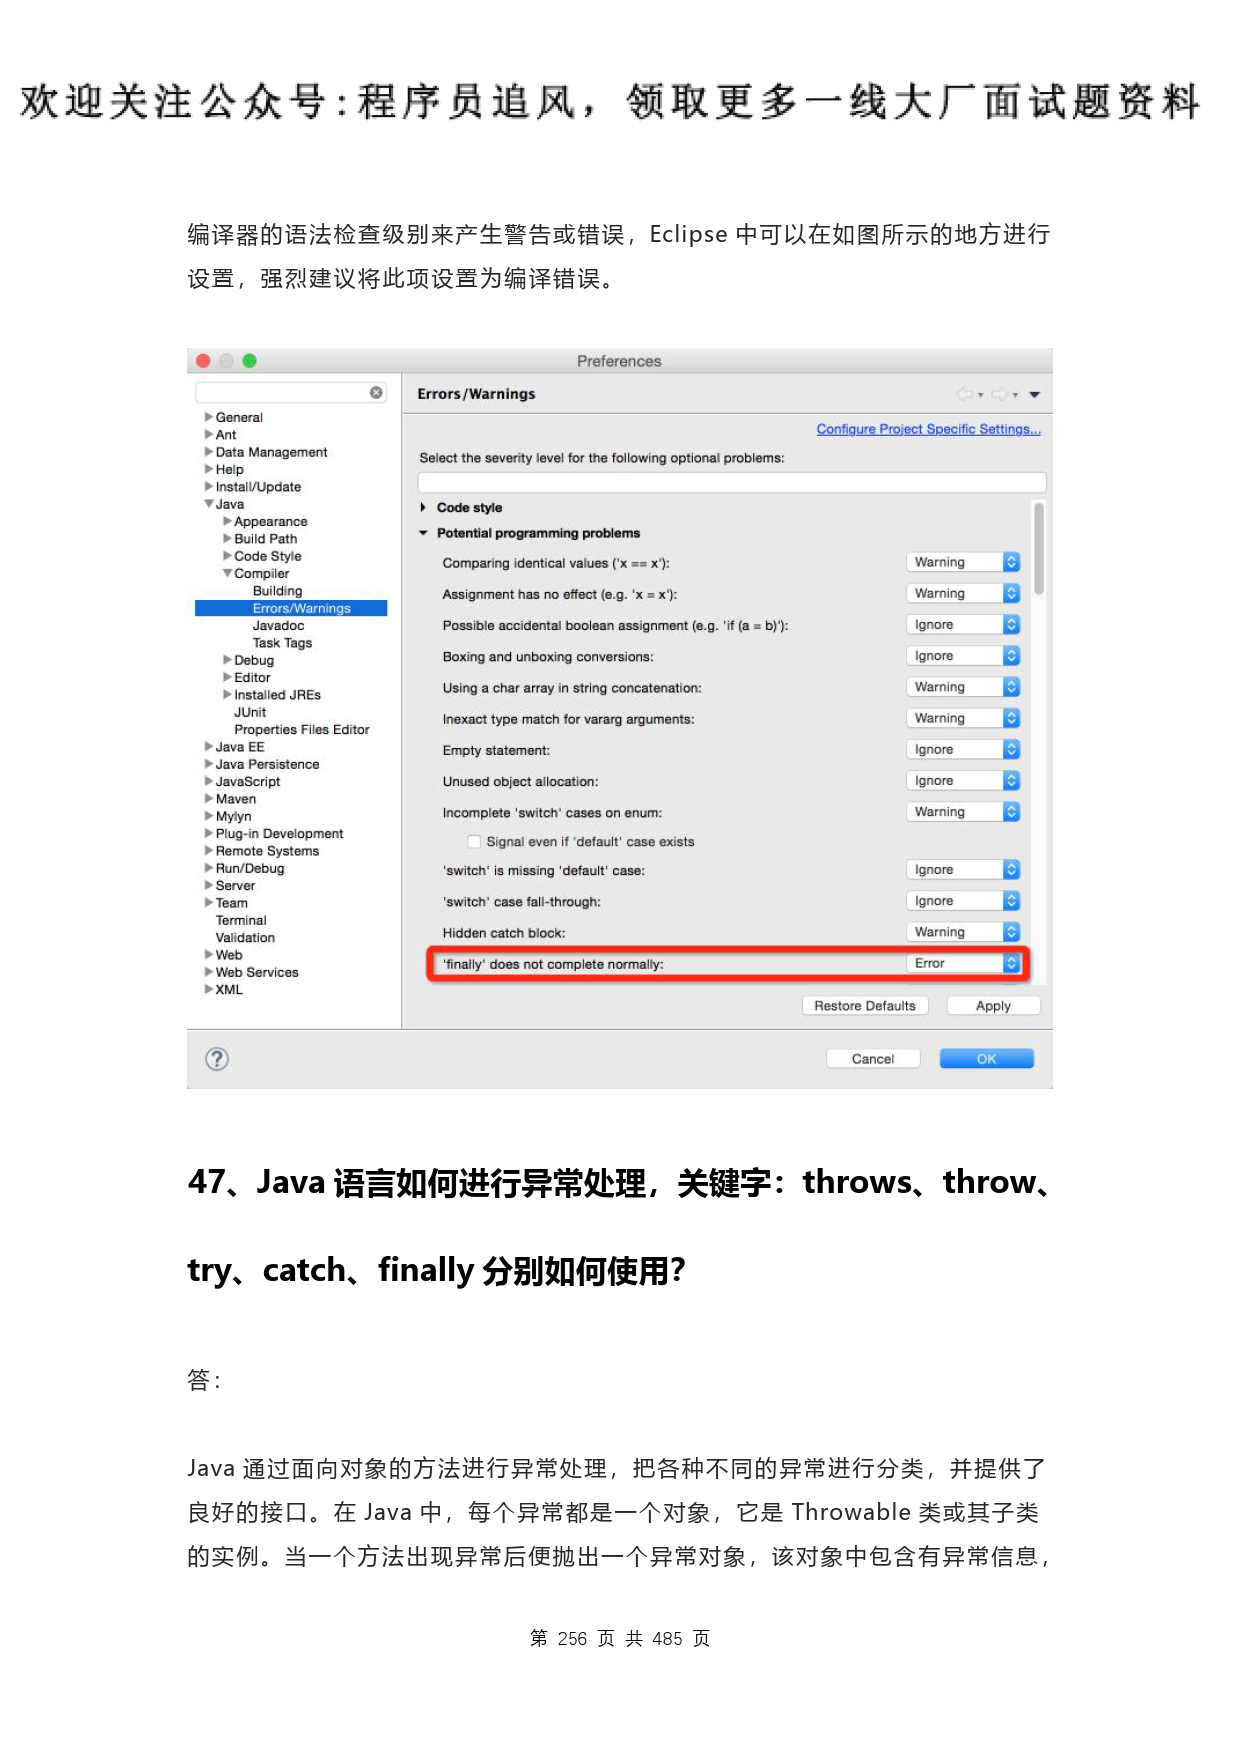 欢迎关注公众号:程序员追风，领取更多一线大厂面试题资料
编译器的语法检查级别来产生警告或错误，Eclipse 中可以在如图所示的地方进行
设置，强烈建议将此项设置为编译错误。
Preferences
General
Ant
Data Management
Help
Install/Update
Java
Appearance
Build Path
Code Style
Compiler
Building
Errors/Warnings
Javadoc
Task Tags
Debug
Editor
Installed JREs
JUnit
Properties Files Editor
Java EE
Java Persistence
JavaScript
Maven
Mylyn
Plug-in Development
Remote Systems
Run/Debug
Server
Team
Terminal
Validation
Web
Web Services
XML
Errors/Warnings
Configure Project Specific Settings...
Select the severity level for the following optional problems:
Code style
Potential programming problems
Comparing identical values ('x == x'): Warning
Assignment has no effect (e.g. 'x = x'): Warning
Possible accidental boolean assignment (e.g. 'if (a = b)'): Ignore
Boxing and unboxing conversions: Ignore
Using a char array in string concatenation: Warning
Inexact type match for vararg arguments: Warning
Empty statement: Ignore
Unused object allocation: Ignore
Incomplete 'switch' cases on enum: Warning
Signal even if 'default' case exists
'switch' is missing 'default' case: Ignore
'switch' case fall-through: Ignore
Hidden catch block: Warning
'finally' does not complete normally: Error
Restore Defaults Apply
? Cancel OK
47、Java 语言如何进行异常处理，关键字：throws、throw、
try、catch、finally 分别如何使用？
答：
Java 通过面向对象的方法进行异常处理，把各种不同的异常进行分类，并提供了
良好的接口。在 Java 中，每个异常都是一个对象，它是 Throwable 类或其子类
的实例。当一个方法出现异常后便抛出一个异常对象，该对象中包含有异常信息，
第 256 页 共 485 页